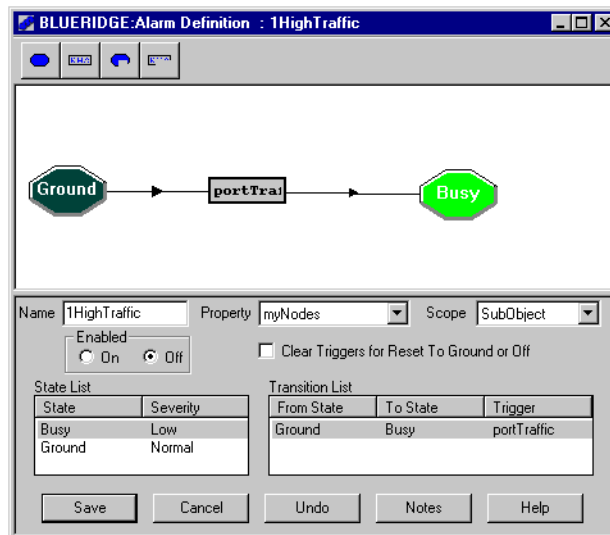 BLUERIDGE:Alarm Definition : 1HighTraffic
Ground
portTraf
Busy
Name 1HighTraffic Property myNodes Scope SubObject
Enabled
On Off
Clear Triggers for Reset To Ground or Off
State List
State Severity
Busy Low
Ground Normal
Transition List
From State To State Trigger
Ground Busy portTraffic
Save Cancel Undo Notes Help